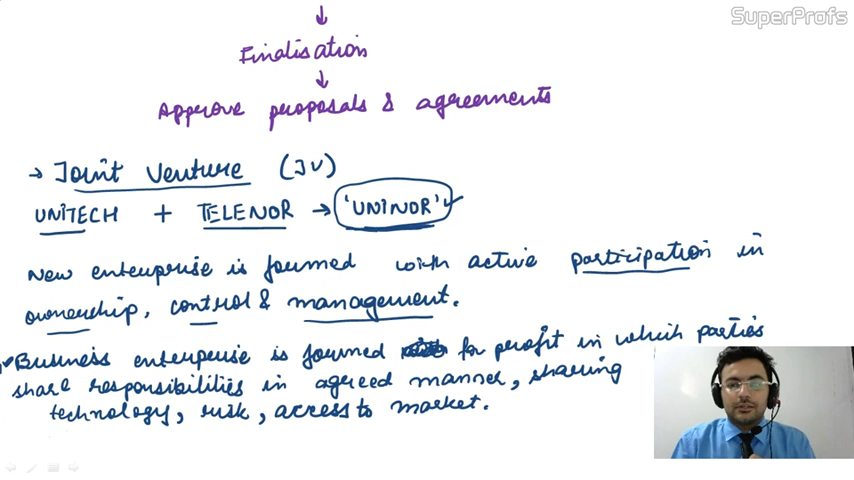 SuperProfs
↓
Finalisation
↓
Approve proposals & agreements
→ Joint Venture (JV)
UNITECH + TELENOR → 'UNINOR' ✓
New enterprise is formed with active participation in
ownership, control & management.
Business enterprise is formed for profit in which parties
share responsibilities in agreed manner, sharing
technology, risk, access to market.